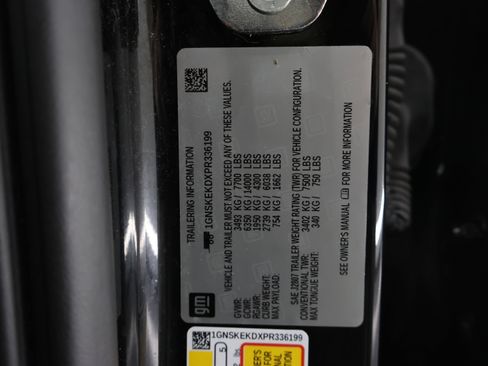 TRAILERING INFORMATION
1GNSKEKDXPR336199
VEHICLE AND TRAILER MUST NOT EXCEED ANY OF THESE VALUES.
GVWR: 3493 KG / 7700 LBS
GCWR: 6350 KG / 14000 LBS
RGAWR: 1950 KG / 4300 LBS
CURB WEIGHT: 2739 KG / 6038 LBS
MAX PAYLOAD: 754 KG / 1662 LBS
SAE J2807 TRAILER WEIGHT RATING (TWR) FOR VEHICLE CONFIGURATION.
CONVENTIONAL TWR: 3402 KG / 7500 LBS
MAX TONGUE WEIGHT: 340 KG / 750 LBS
SEE OWNER'S MANUAL FOR MORE INFORMATION
gm
1GNSKEKDXPR336199
5